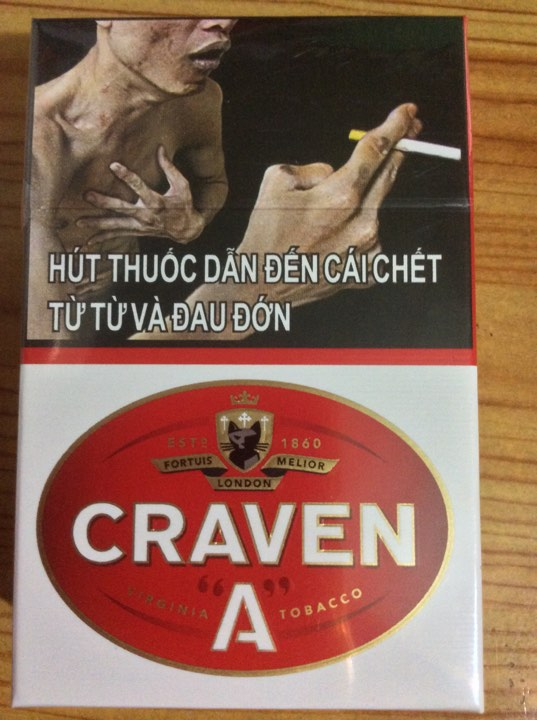 HÚT THUỐC DẪN ĐẾN CÁI CHẾT
TỪ TỪ VÀ ĐAU ĐỚN
ESTD 1860
FORTUIS MELIOR
LONDON
CRAVEN
"A"
VIRGINIA TOBACCO